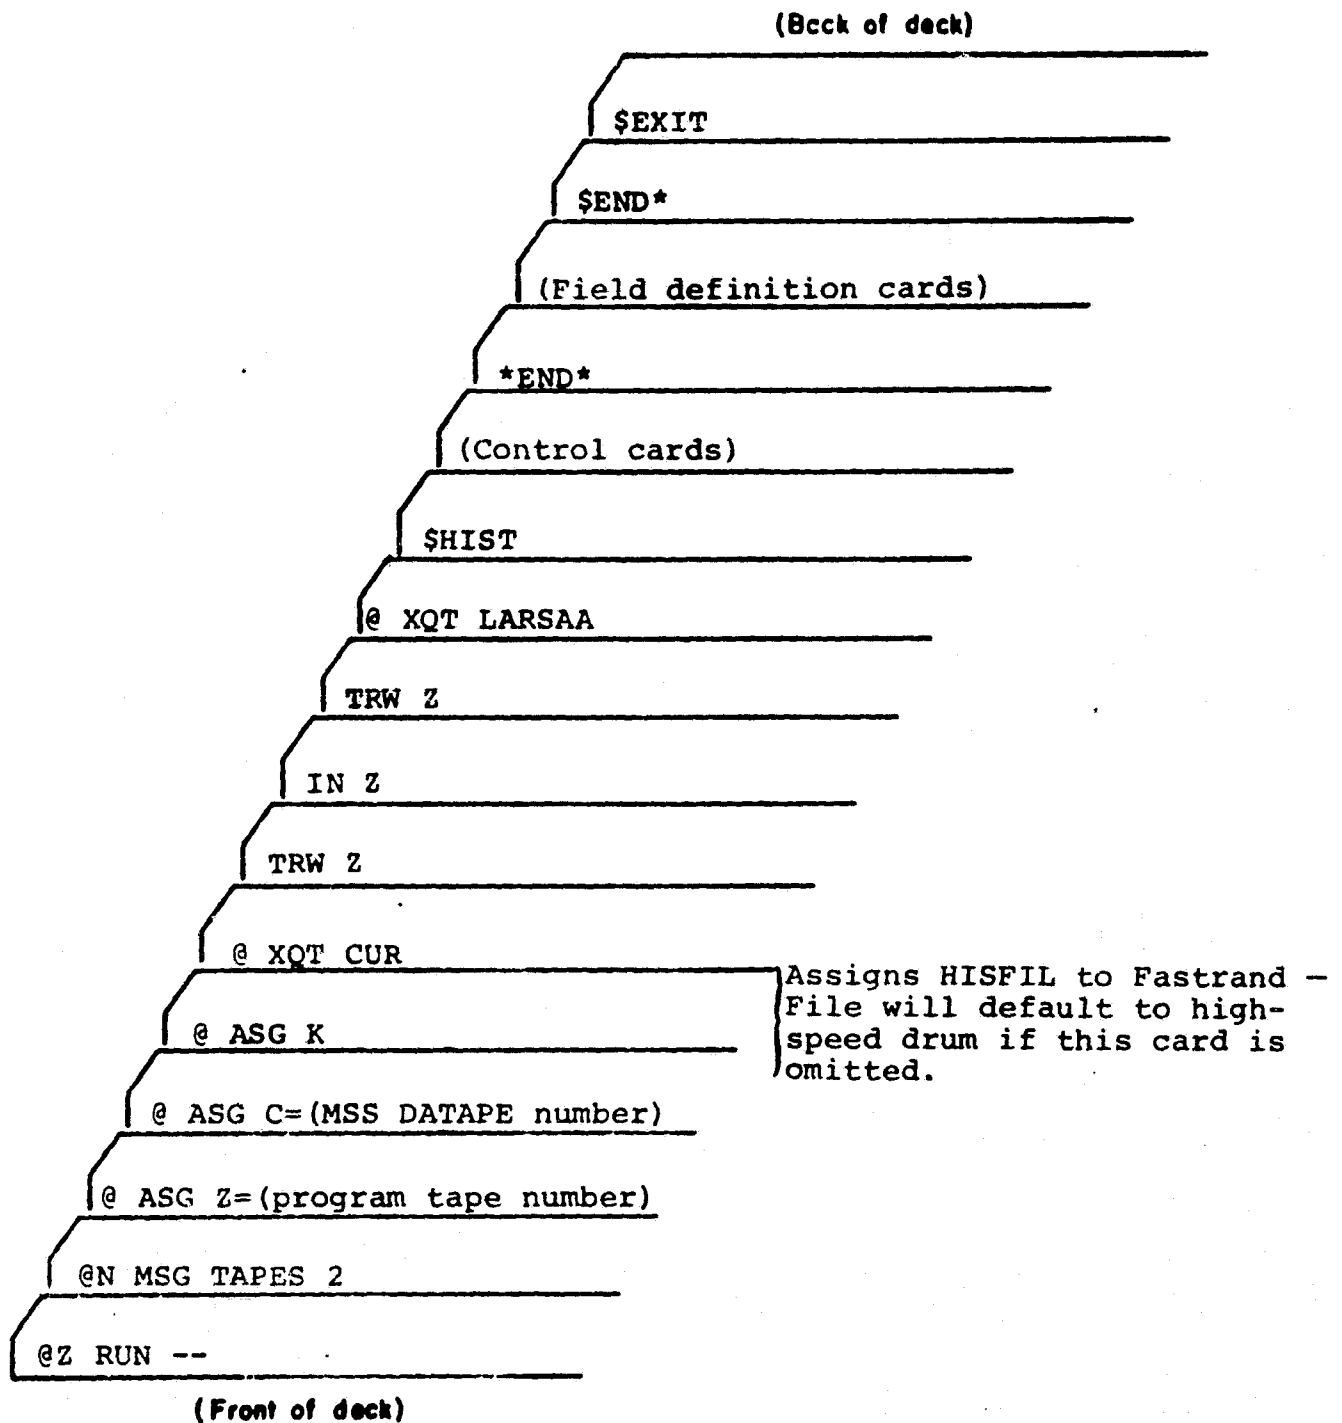 (Bcck of deck)
$EXIT
$END*
(Field definition cards)
*END*
(Control cards)
$HIST
@ XQT LARSAA
TRW Z
IN Z
TRW Z
@ XQT CUR
Assigns HISFIL to Fastrand —
File will default to high-
speed drum if this card is
omitted.
@ ASG K
@ ASG C=(MSS DATAPE number)
@ ASG Z=(program tape number)
@N MSG TAPES 2
@Z RUN --
(Front of deck)